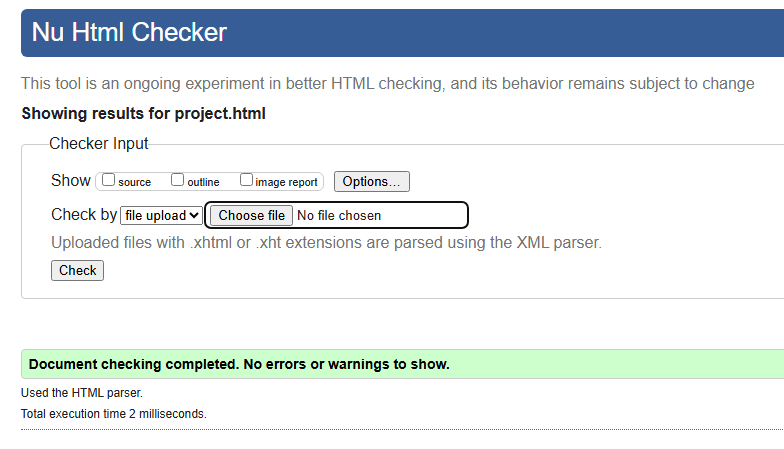 Nu Html Checker
This tool is an ongoing experiment in better HTML checking, and its behavior remains subject to change
Showing results for project.html
Checker Input
Show source outline image report Options...
Check by file upload Choose file No file chosen
Uploaded files with .xhtml or .xht extensions are parsed using the XML parser.
Check
Document checking completed. No errors or warnings to show.
Used the HTML parser.
Total execution time 2 milliseconds.